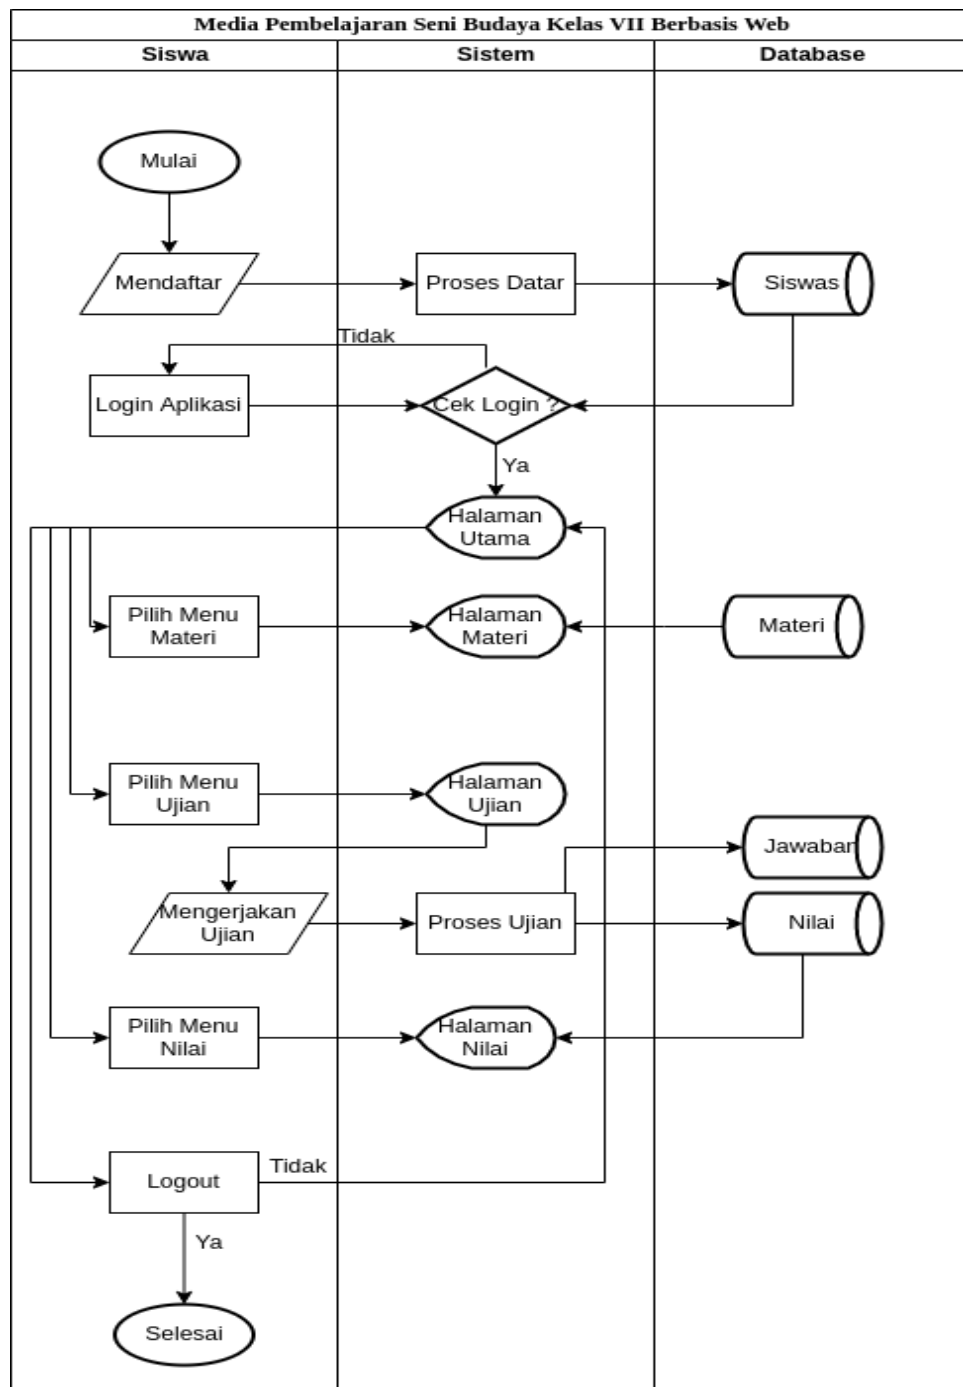 Media Pembelajaran Seni Budaya Kelas VII Berbasis Web
Siswa
Sistem
Database
Mulai
Mendaftar
Proses Datar
Siswas
Tidak
Login Aplikasi
Cek Login ?
Ya
Halaman
Utama
Pilih Menu
Materi
Halaman
Materi
Materi
Pilih Menu
Ujian
Halaman
Ujian
Jawaban
Mengerjakan
Ujian
Proses Ujian
Nilai
Pilih Menu
Nilai
Halaman
Nilai
Logout
Tidak
Ya
Selesai